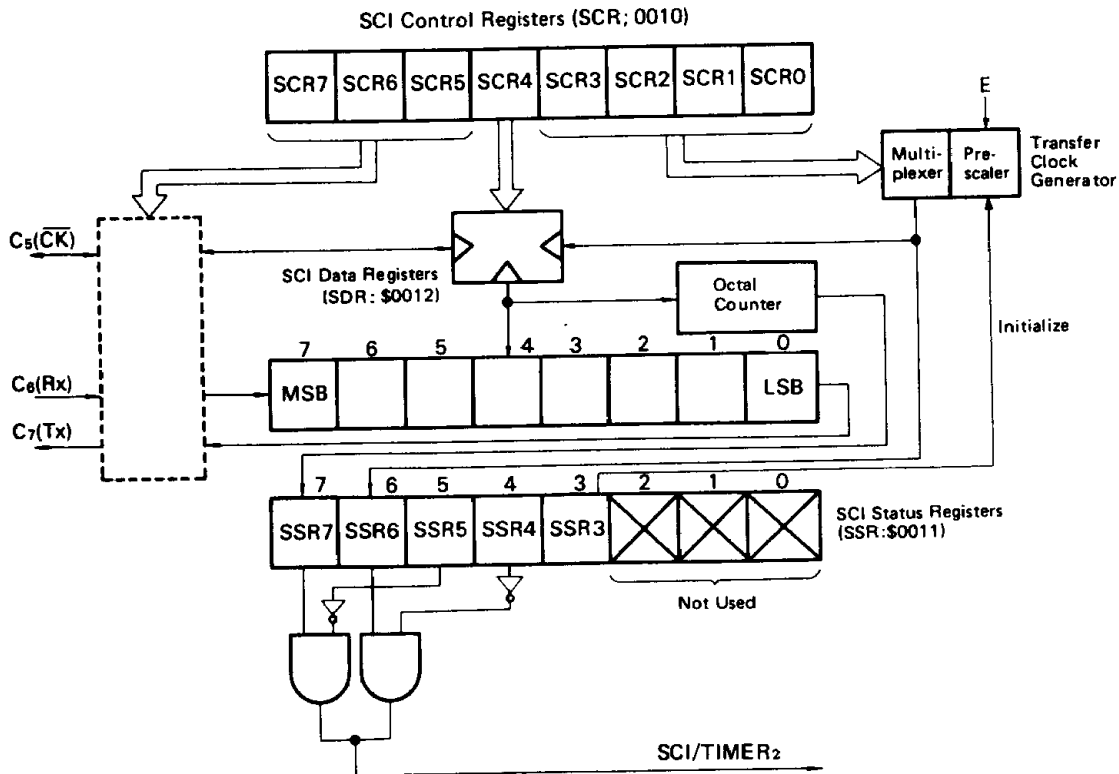 SCI Control Registers (SCR; 0010)
SCR7 SCR6 SCR5 SCR4 SCR3 SCR2 SCR1 SCR0
E
Multi-
plexer
Pre-
scaler
Transfer
Clock
Generator
C5(CK)
SCI Data Registers
(SDR: $0012)
Octal
Counter
Initialize
7 6 5 4 3 2 1 0
C6(Rx)
MSB LSB
C7(Tx)
7 6 5 4 3 2 1 0
SSR7 SSR6 SSR5 SSR4 SSR3
SCI Status Registers
(SSR:$0011)
Not Used
SCI/TIMER2